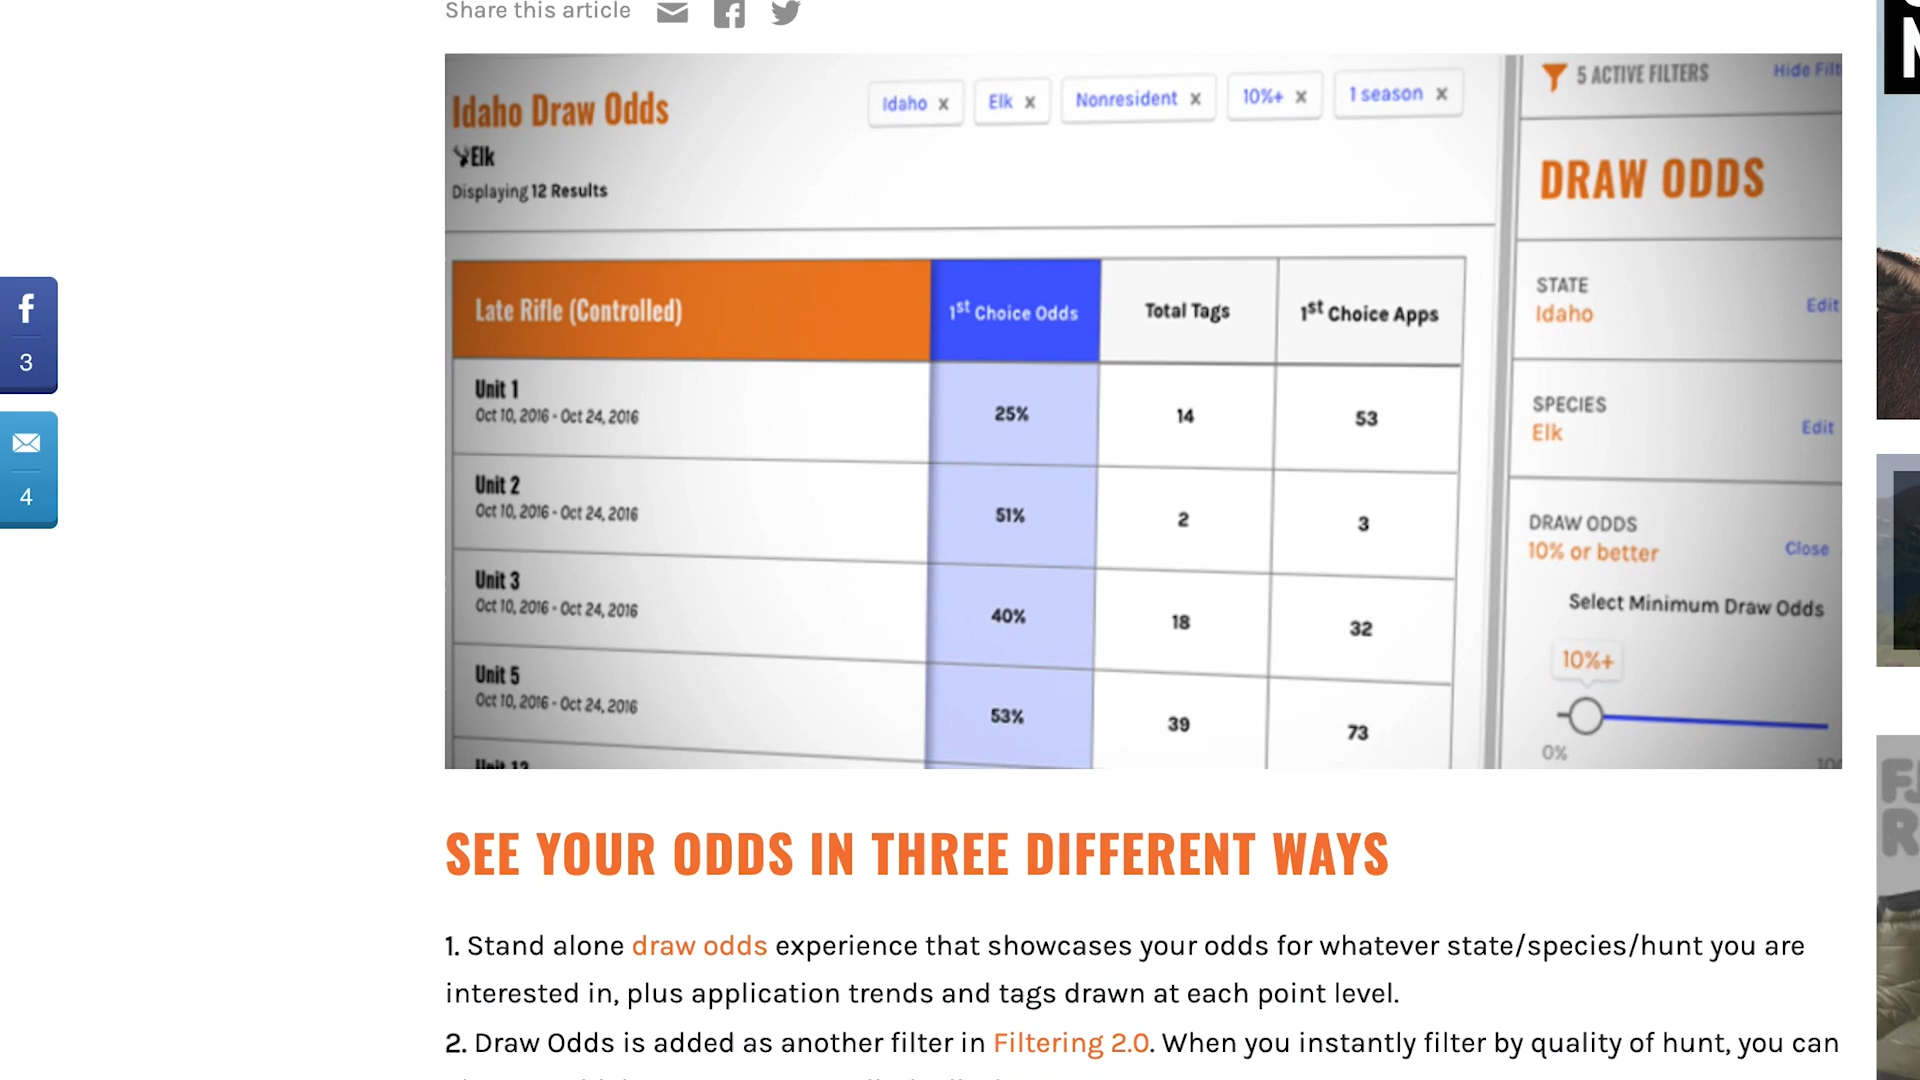 Share this article
Idaho Draw Odds
Idaho x
Elk x
Nonresident x
10%+ x
1 season x
Elk
Displaying 12 Results
5 ACTIVE FILTERS
Hide Filt
DRAW ODDS
STATE
Idaho
Edit
SPECIES
Elk
Edit
DRAW ODDS
10% or better
Close
Select Minimum Draw Odds
10%+
0%
Late Rifle (Controlled)
1st Choice Odds
Total Tags
1st Choice Apps
Unit 1
Oct 10, 2016 - Oct 24, 2016
25%
14
53
Unit 2
Oct 10, 2016 - Oct 24, 2016
51%
2
3
Unit 3
Oct 10, 2016 - Oct 24, 2016
40%
18
32
Unit 5
Oct 10, 2016 - Oct 24, 2016
53%
39
73
f
3
4
SEE YOUR ODDS IN THREE DIFFERENT WAYS
1. Stand alone draw odds experience that showcases your odds for whatever state/species/hunt you are
interested in, plus application trends and tags drawn at each point level.
2. Draw Odds is added as another filter in Filtering 2.0. When you instantly filter by quality of hunt, you can